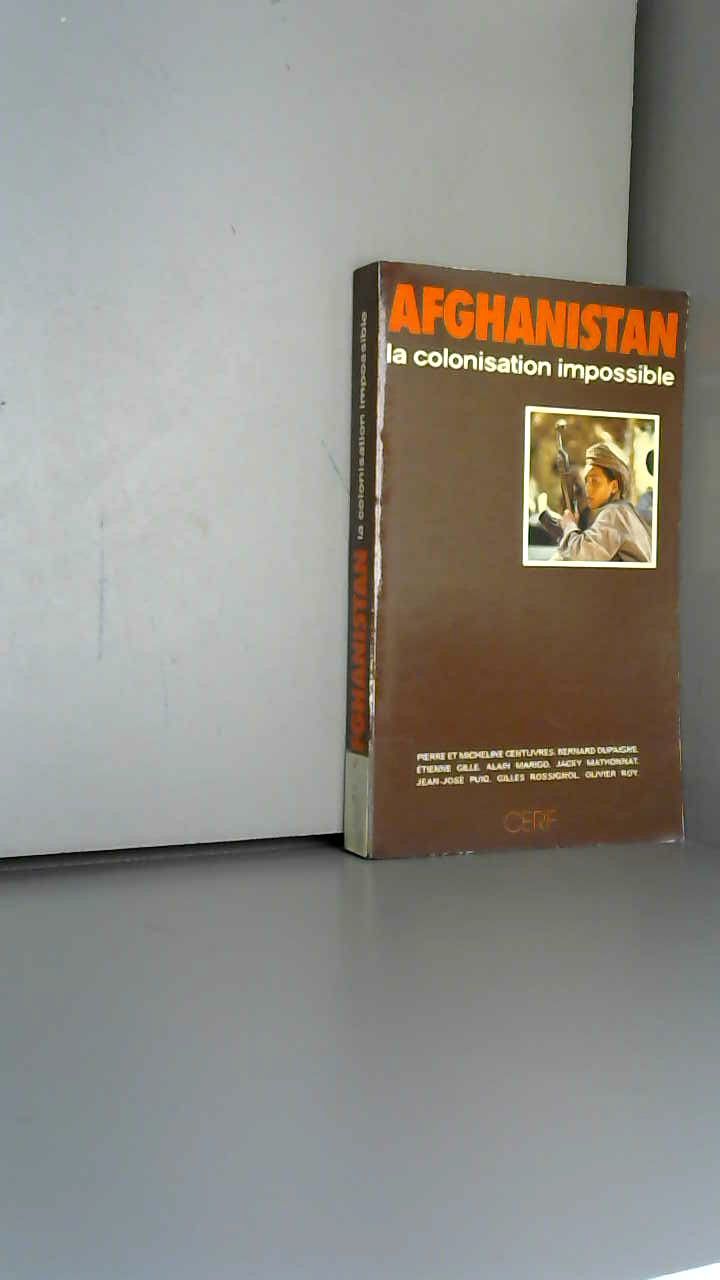 AFGHANISTAN
la colonisation impossible
PIERRE ET MICHELINE CENTLIVRES, BERNARD DUPAIGNE,
ÉTIENNE GILLE, ALAIN MARIGO, JACKY MATHONNAT,
JEAN-JOSÉ PUIG, GILLES ROSSIGNOL, OLIVIER ROY.
CERF
AFGHANISTAN la colonisation impossible